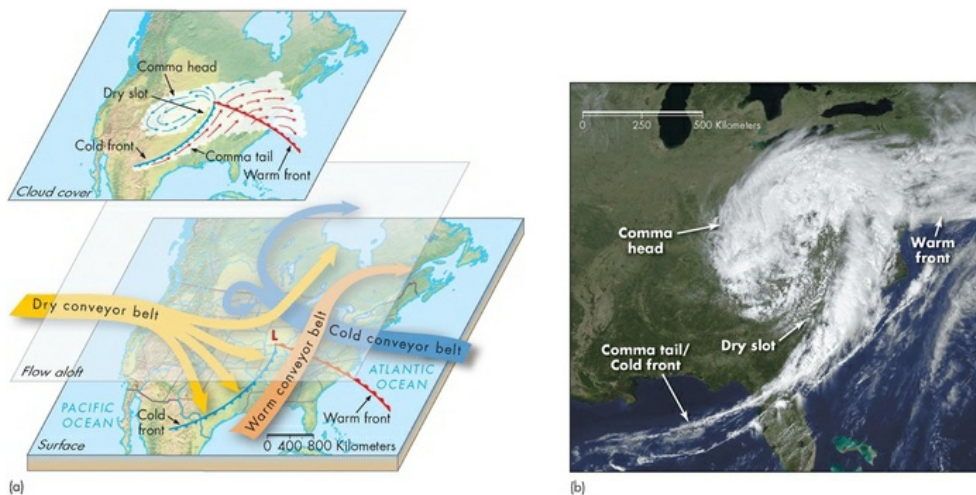 Comma head
Dry slot
Cold front
Comma tail
Warm front
Cloud cover
Dry conveyor belt
Cold conveyor belt
Warm conveyor belt
L
Flow aloft
ATLANTIC
OCEAN
PACIFIC
OCEAN
Cold
front
Warm front
0 400 800 Kilometers
Surface
(a)
0 250 500 Kilometers
Comma
head
Warm
front
Dry slot
Comma tail/
Cold front
(b)